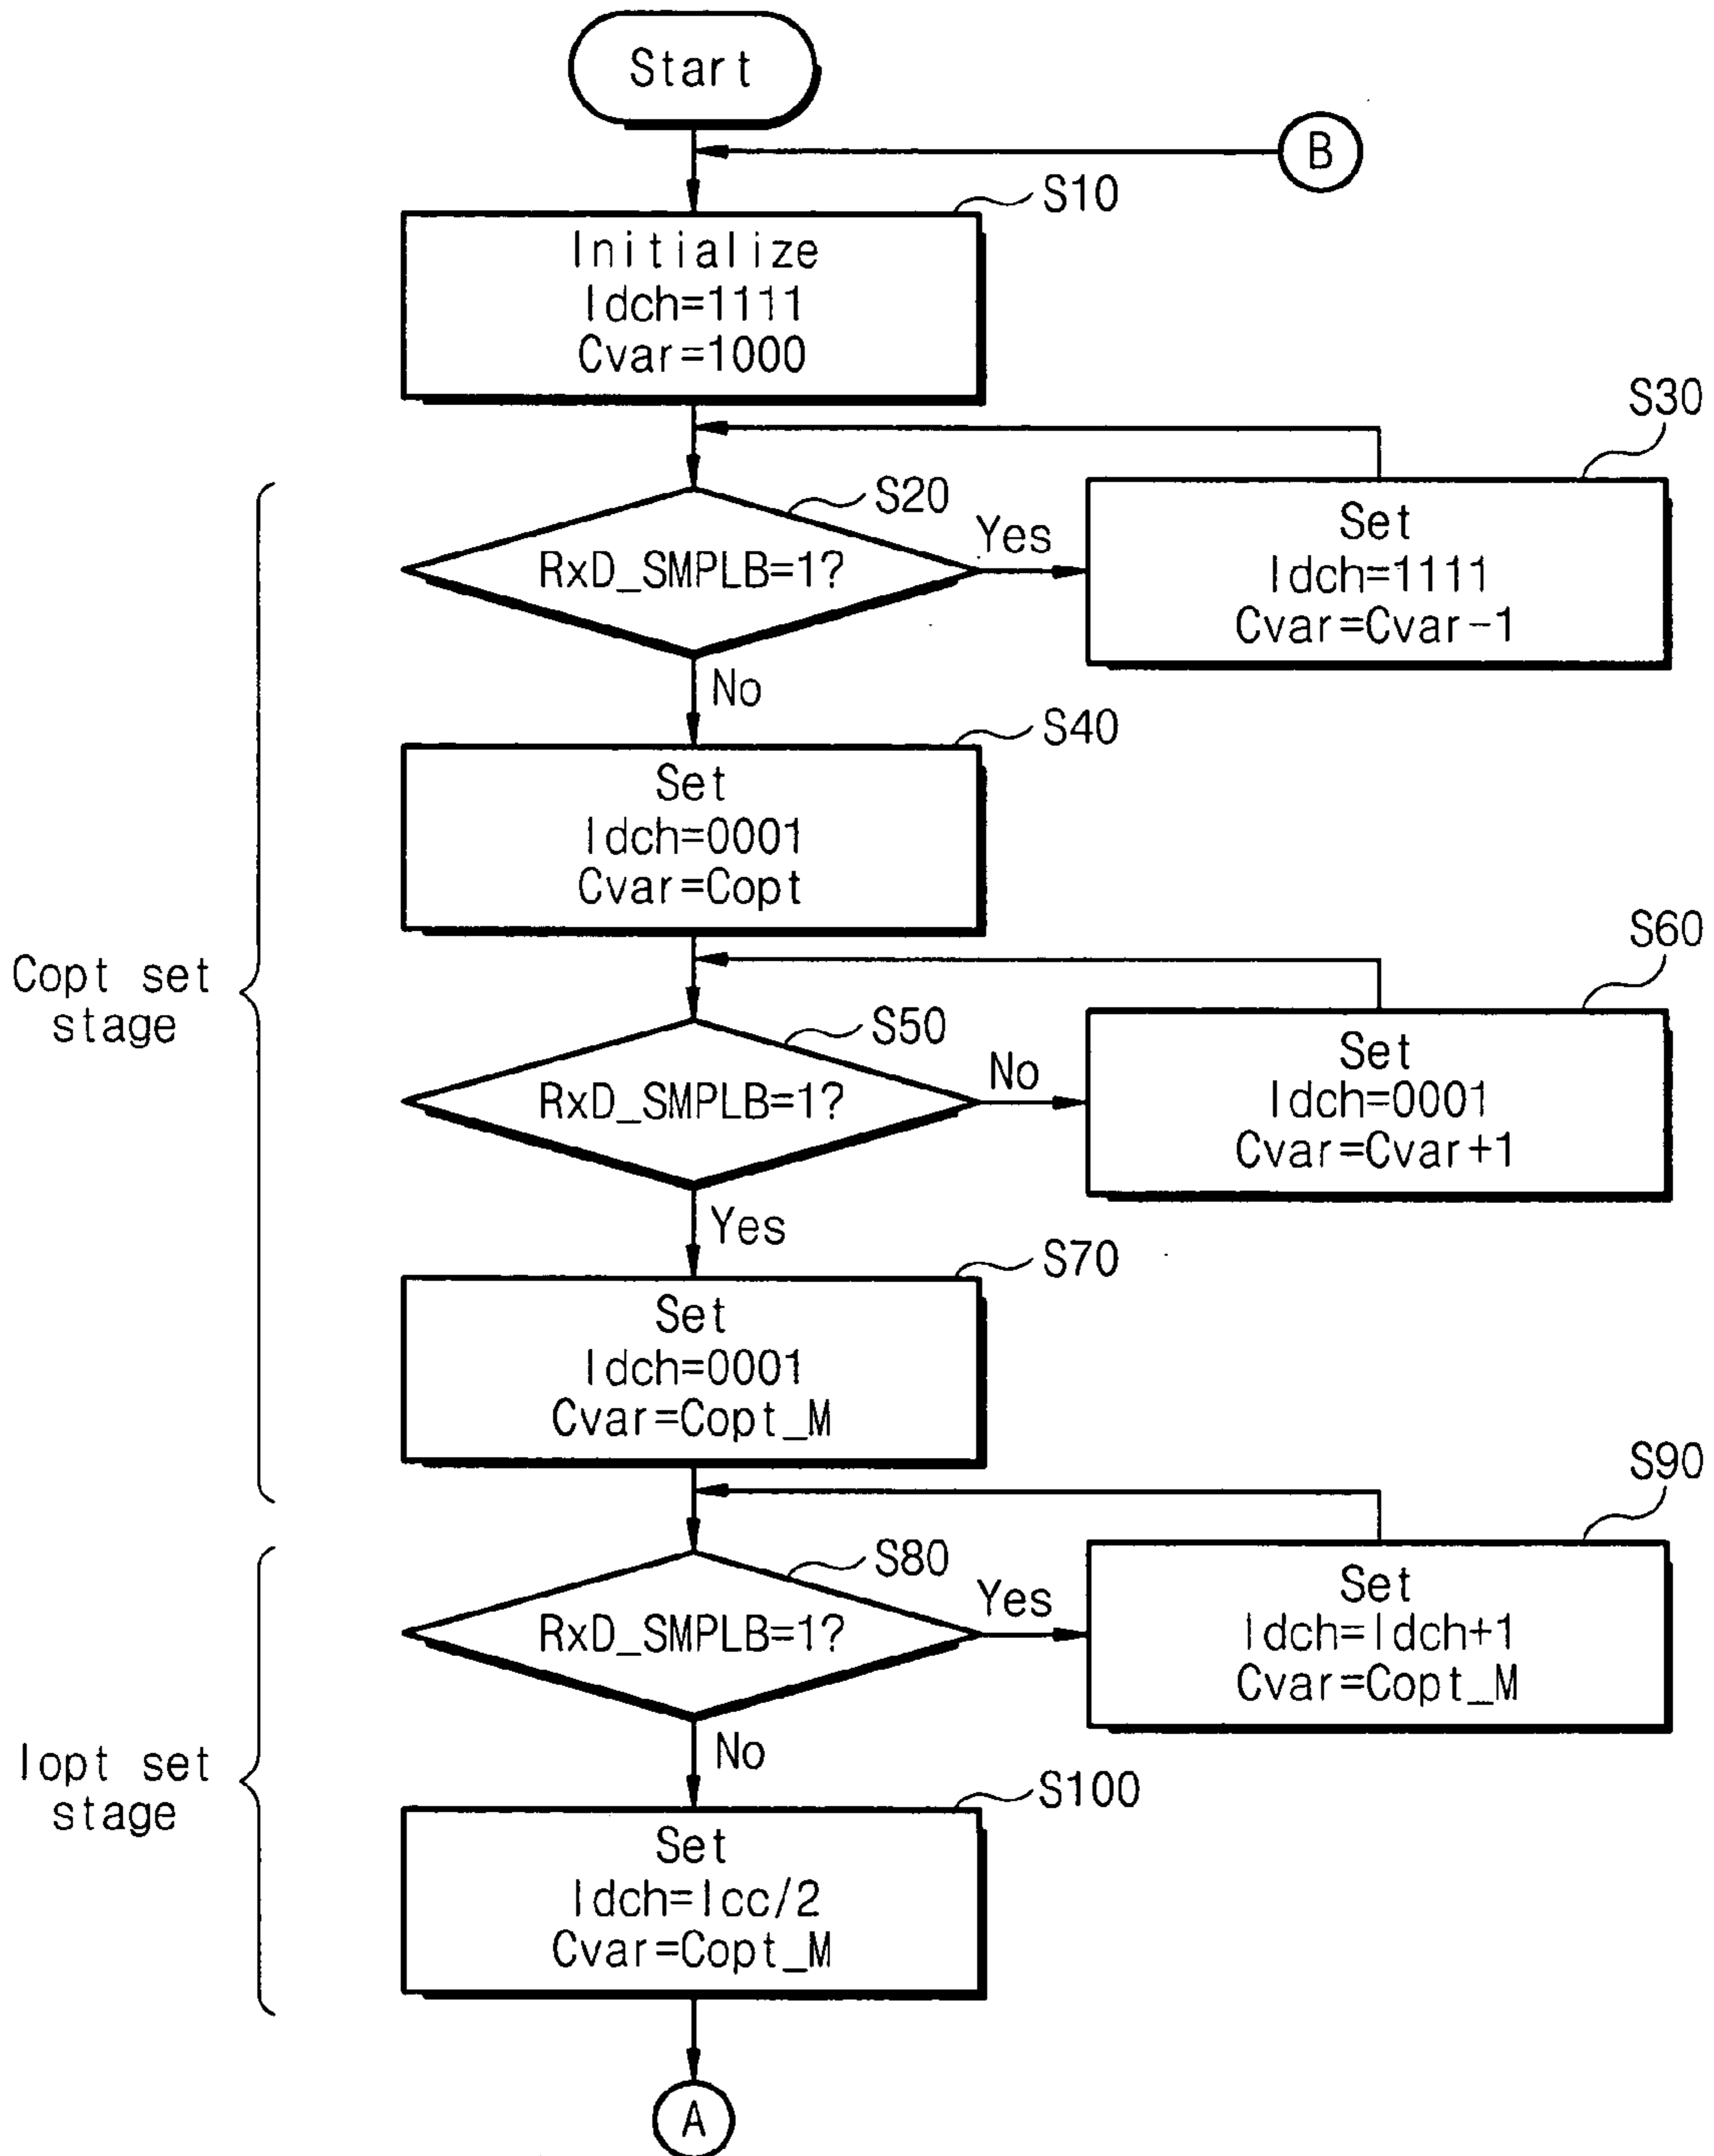 Start
B
S10
Initialize
Idch=1111
Cvar=1000
S30
S20
RxD_SMPLB=1?
Yes
Set
Idch=1111
Cvar=Cvar-1
No
S40
Set
Idch=0001
Cvar=Copt
Copt set
stage
S60
S50
RxD_SMPLB=1?
No
Set
Idch=0001
Cvar=Cvar+1
Yes
S70
Set
Idch=0001
Cvar=Copt_M
S90
S80
RxD_SMPLB=1?
Yes
Set
Idch=Idch+1
Cvar=Copt_M
No
Iopt set
stage
S100
Set
Idch=Icc/2
Cvar=Copt_M
A